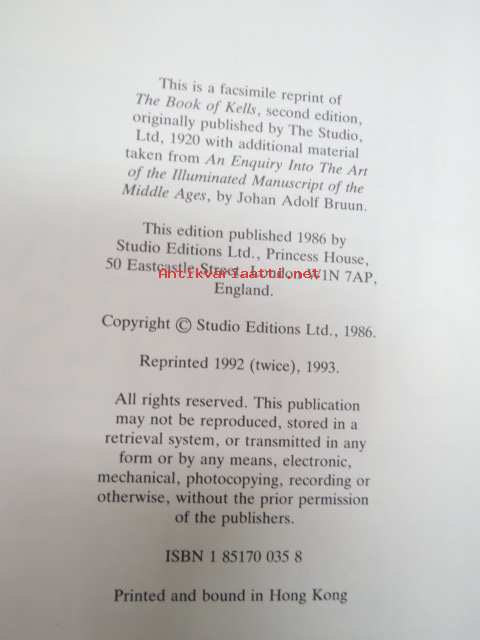 This is a facsimile reprint of
The Book of Kells, second edition,
originally published by The Studio,
Ltd, 1920 with additional material
taken from An Enquiry Into The Art
of the Illuminated Manuscript of the
Middle Ages, by Johan Adolf Bruun.
This edition published 1986 by
Studio Editions Ltd., Princess House,
50 Eastcastle Street, London W1N 7AP,
Antikvariaatti.net
England.
Copyright © Studio Editions Ltd., 1986.
Reprinted 1992 (twice), 1993.
All rights reserved. This publication
may not be reproduced, stored in a
retrieval system, or transmitted in any
form or by any means, electronic,
mechanical, photocopying, recording or
otherwise, without the prior permission
of the publishers.
ISBN 1 85170 035 8
Printed and bound in Hong Kong